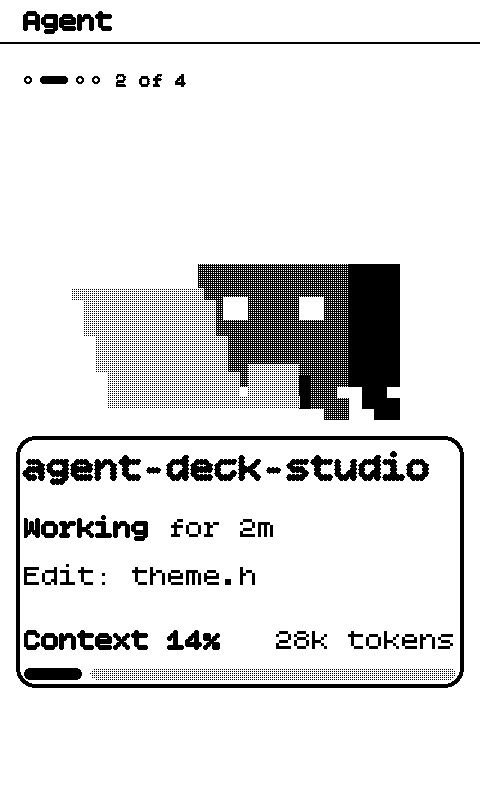 Agent
2 of 4
agent-deck-studio
Working for 2m
Edit: theme.h
Context 14% 28k tokens